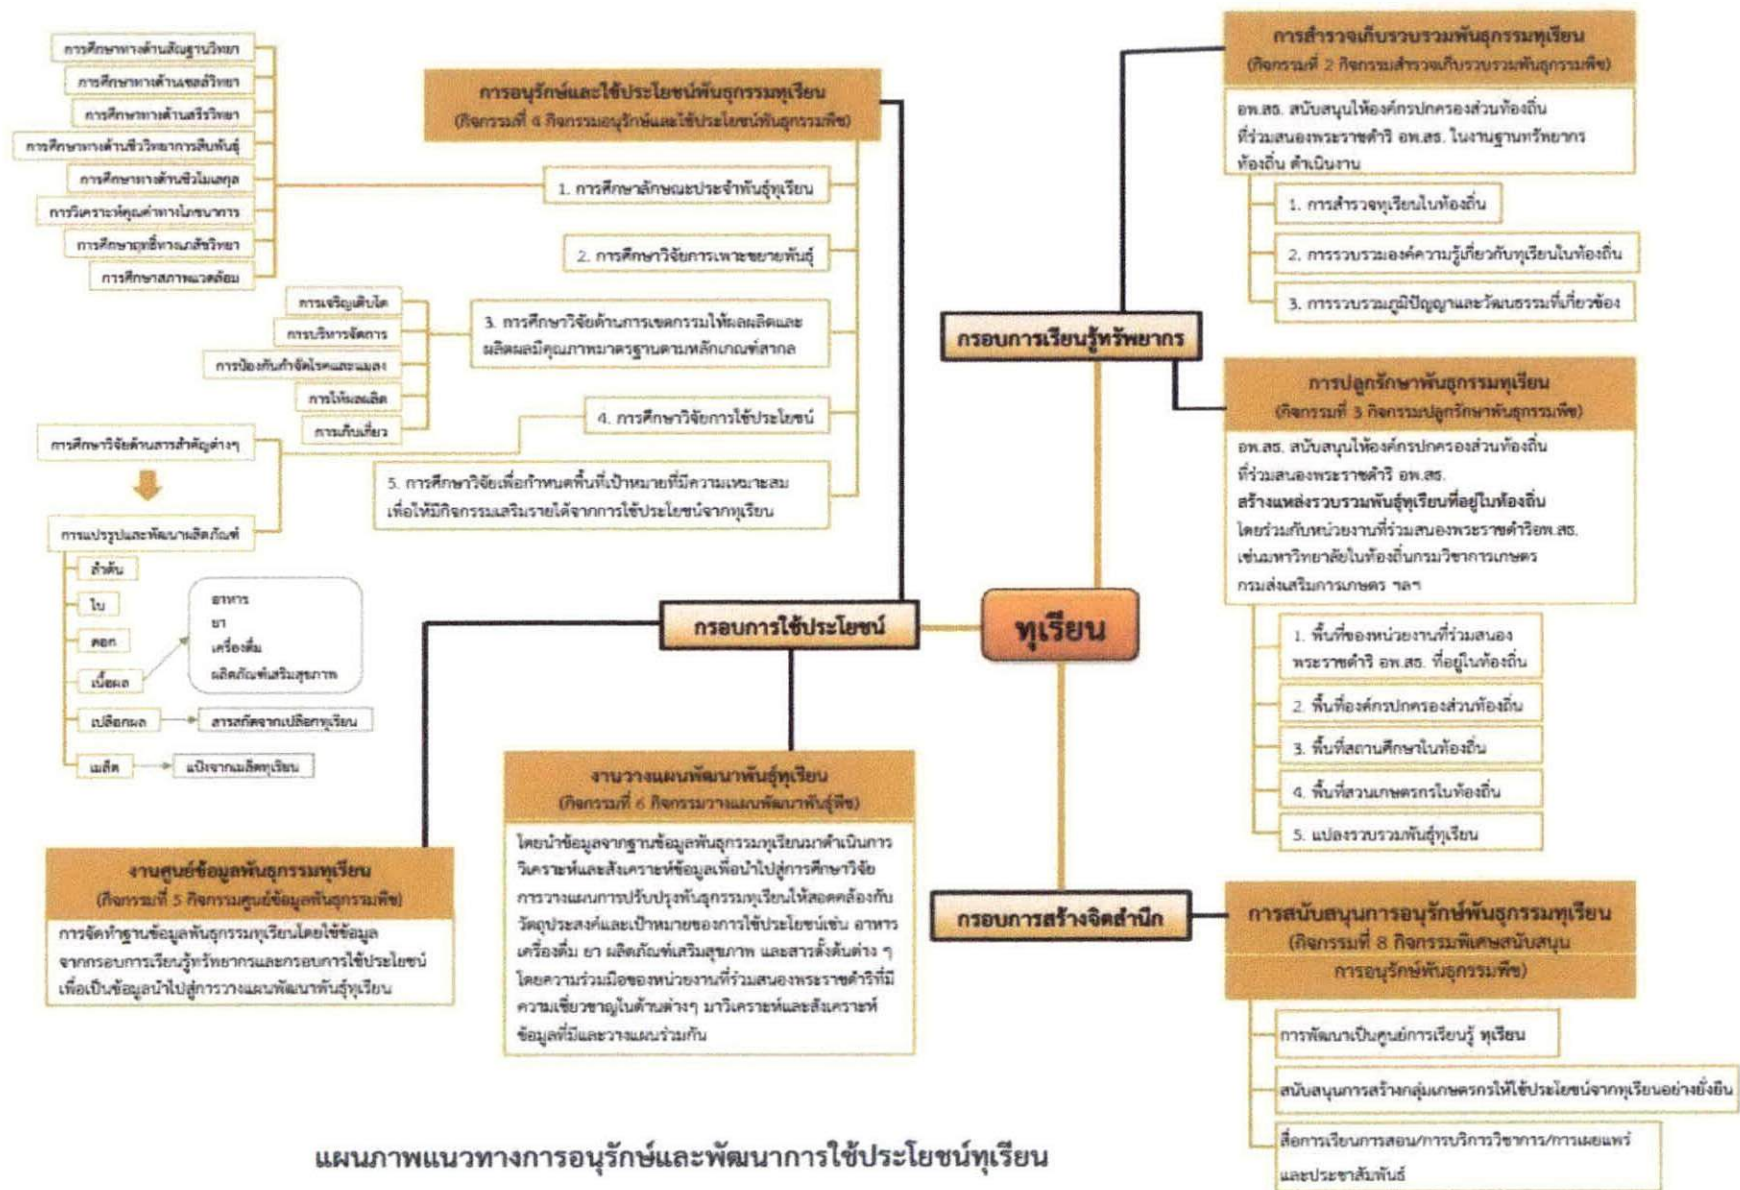 การศึกษาทางด้านสัณฐานวิทยา
การศึกษาทางด้านเซลล์วิทยา
การศึกษาทางด้านสรีรวิทยา
การศึกษาทางด้านชีววิทยาการสืบพันธุ์
การศึกษาทางด้านชีวโมเลกุล
การวิเคราะห์คุณค่าทางโภชนาการ
การศึกษาฤทธิ์ทางเภสัชวิทยา
การศึกษาสภาพแวดล้อม
การอนุรักษ์และใช้ประโยชน์พันธุกรรมทุเรียน
(กิจกรรมที่ 4 กิจกรรมอนุรักษ์และใช้ประโยชน์พันธุกรรมพืช)
1. การศึกษาลักษณะประจำพันธุ์ทุเรียน
2. การศึกษาวิจัยการเพาะขยายพันธุ์
3. การศึกษาวิจัยด้านการเขตกรรมให้ผลผลิตและ
ผลิตผลมีคุณภาพมาตรฐานตามหลักเกณฑ์สากล
การเจริญเติบโต
การบริหารจัดการ
การป้องกันกำจัดโรคและแมลง
การให้ผลผลิต
การเก็บเกี่ยว
4. การศึกษาวิจัยการใช้ประโยชน์
การศึกษาวิจัยด้านสารสำคัญต่างๆ
การแปรรูปและพัฒนาผลิตภัณฑ์
ลำต้น
ใบ
ดอก
เนื้อผล
อาหาร
ยา
เครื่องดื่ม
ผลิตภัณฑ์เสริมสุขภาพ
เปลือกผล
สารสกัดจากเปลือกทุเรียน
เมล็ด
แป้งจากเมล็ดทุเรียน
5. การศึกษาวิจัยเพื่อกำหนดพื้นที่เป้าหมายที่มีความเหมาะสม
เพื่อให้มีกิจกรรมเสริมรายได้จากการใช้ประโยชน์จากทุเรียน
กรอบการใช้ประโยชน์
ทุเรียน
งานศูนย์ข้อมูลพันธุกรรมทุเรียน
(กิจกรรมที่ 5 กิจกรรมศูนย์ข้อมูลพันธุกรรมพืช)
การจัดทำฐานข้อมูลพันธุกรรมทุเรียนโดยใช้ข้อมูล
จากกรอบการเรียนรู้ทรัพยากรและกรอบการใช้ประโยชน์
เพื่อเป็นข้อมูลนำไปสู่การวางแผนพัฒนาพันธุ์ทุเรียน
งานวางแผนพัฒนาพันธุ์ทุเรียน
(กิจกรรมที่ 6 กิจกรรมวางแผนพัฒนาพันธุ์พืช)
โดยนำข้อมูลจากฐานข้อมูลพันธุกรรมทุเรียนมาดำเนินการ
วิเคราะห์และสังเคราะห์ข้อมูลเพื่อนำไปสู่การศึกษาวิจัย
การวางแผนการปรับปรุงพันธุกรรมทุเรียนให้สอดคล้องกับ
วัตถุประสงค์และเป้าหมายของการใช้ประโยชน์เช่น อาหาร
เครื่องดื่ม ยา ผลิตภัณฑ์เสริมสุขภาพ และสารตั้งต้นต่าง ๆ
โดยความร่วมมือของหน่วยงานที่ร่วมสนองพระราชดำริที่มี
ความเชี่ยวชาญในด้านต่างๆ มาวิเคราะห์และสังเคราะห์
ข้อมูลที่มีและวางแผนร่วมกัน
กรอบการเรียนรู้ทรัพยากร
การสำรวจเก็บรวบรวมพันธุกรรมทุเรียน
(กิจกรรมที่ 2 กิจกรรมสำรวจเก็บรวบรวมพันธุกรรมพืช)
อพ.สธ. สนับสนุนให้องค์กรปกครองส่วนท้องถิ่น
ที่ร่วมสนองพระราชดำริ อพ.สธ. ในงานฐานทรัพยากร
ท้องถิ่น ดำเนินงาน
1. การสำรวจทุเรียนในท้องถิ่น
2. การรวบรวมองค์ความรู้เกี่ยวกับทุเรียนในท้องถิ่น
3. การรวบรวมภูมิปัญญาและวัฒนธรรมที่เกี่ยวข้อง
การปลูกรักษาพันธุกรรมทุเรียน
(กิจกรรมที่ 3 กิจกรรมปลูกรักษาพันธุกรรมพืช)
อพ.สธ. สนับสนุนให้องค์กรปกครองส่วนท้องถิ่น
ที่ร่วมสนองพระราชดำริ อพ.สธ.
สร้างแหล่งรวบรวมพันธุ์ทุเรียนที่อยู่ในท้องถิ่น
โดยร่วมกับหน่วยงานที่ร่วมสนองพระราชดำริอพ.สธ.
เช่นมหาวิทยาลัยในท้องถิ่นกรมวิชาการเกษตร
กรมส่งเสริมการเกษตร ฯลฯ
1. พื้นที่ของหน่วยงานที่ร่วมสนอง
พระราชดำริ อพ.สธ. ที่อยู่ในท้องถิ่น
2. พื้นที่องค์กรปกครองส่วนท้องถิ่น
3. พื้นที่สถานศึกษาในท้องถิ่น
4. พื้นที่สวนเกษตรกรในท้องถิ่น
5. แปลงรวบรวมพันธุ์ทุเรียน
กรอบการสร้างจิตสำนึก
การสนับสนุนการอนุรักษ์พันธุกรรมทุเรียน
(กิจกรรมที่ 8 กิจกรรมพิเศษสนับสนุน
การอนุรักษ์พันธุกรรมพืช)
การพัฒนาเป็นศูนย์การเรียนรู้ ทุเรียน
สนับสนุนการสร้างกลุ่มเกษตรกรให้ใช้ประโยชน์จากทุเรียนอย่างยั่งยืน
สื่อการเรียนการสอน/การบริการวิชาการ/การเผยแพร่
และประชาสัมพันธ์
แผนภาพแนวทางการอนุรักษ์และพัฒนาการใช้ประโยชน์ทุเรียน